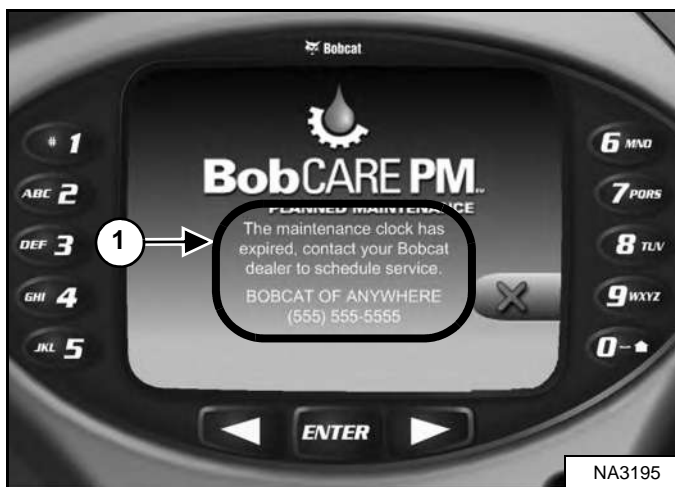 Bobcat
# 1
ABC 2
DEF 3
GHI 4
JKL 5
6 MNO
7 PQRS
8 TUV
9 WXYZ
0
BobCARE PM
PLANNED MAINTENANCE
The maintenance clock has
expired, contact your Bobcat
dealer to schedule service.
BOBCAT OF ANYWHERE
(555) 555-5555
1
ENTER
NA3195